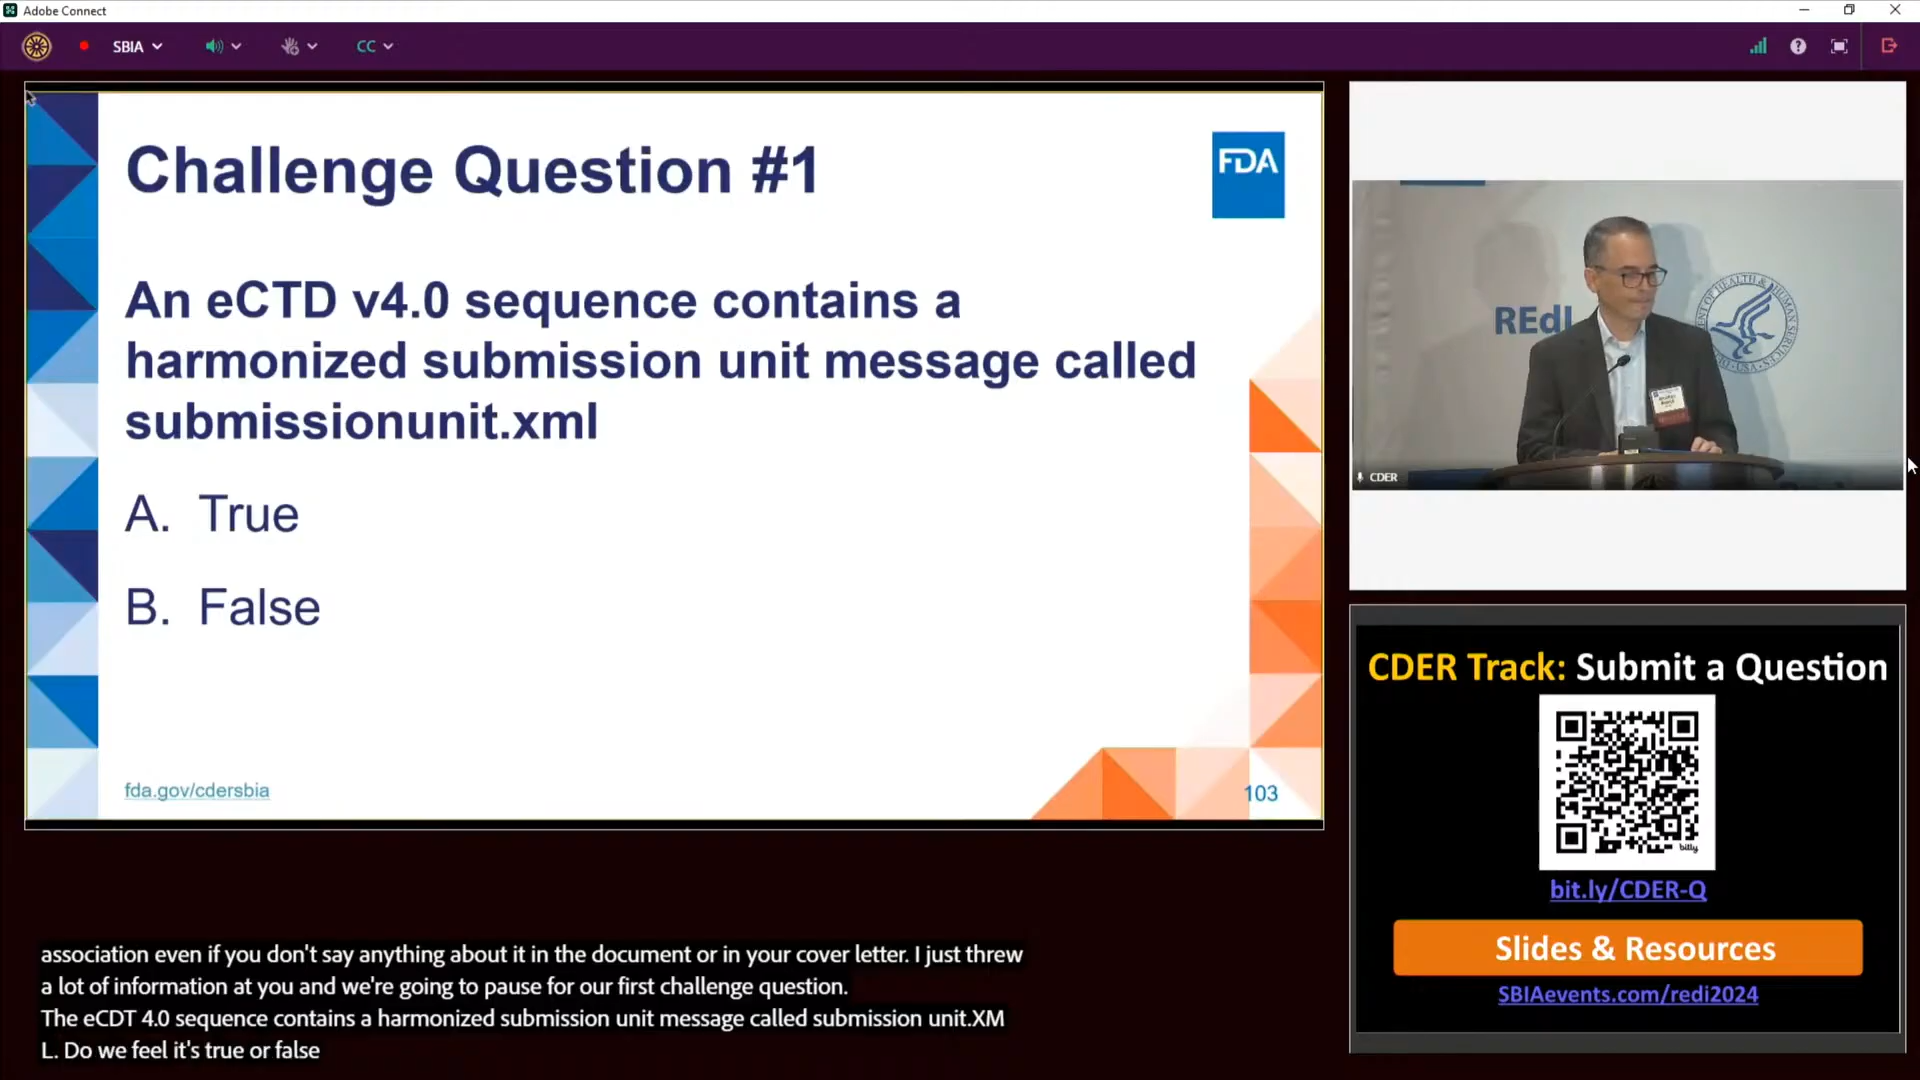 Adobe Connect
SBIA
CC
Challenge Question #1
FDA
An eCTD v4.0 sequence contains a
harmonized submission unit message called
submissionunit.xml
A. True
B. False
fda.gov/cdersbia
103
REdI
CDER
CDER Track: Submit a Question
bitly
bit.ly/CDER-Q
Slides & Resources
SBIAevents.com/redi2024
association even if you don't say anything about it in the document or in your cover letter. I just threw
a lot of information at you and we're going to pause for our first challenge question.
The eCDT 4.0 sequence contains a harmonized submission unit message called submission unit.XM
L. Do we feel it's true or false